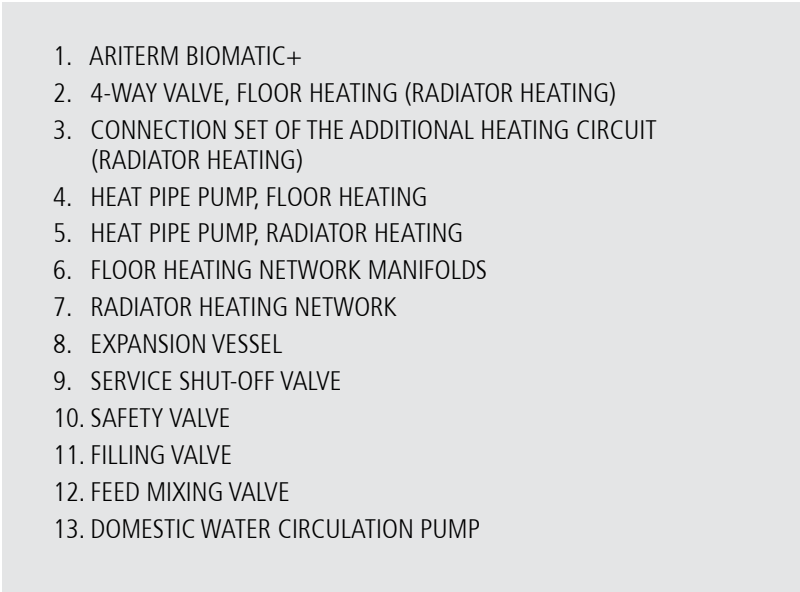 1. ARITERM BIOMATIC+
2. 4-WAY VALVE, FLOOR HEATING (RADIATOR HEATING)
3. CONNECTION SET OF THE ADDITIONAL HEATING CIRCUIT
(RADIATOR HEATING)
4. HEAT PIPE PUMP, FLOOR HEATING
5. HEAT PIPE PUMP, RADIATOR HEATING
6. FLOOR HEATING NETWORK MANIFOLDS
7. RADIATOR HEATING NETWORK
8. EXPANSION VESSEL
9. SERVICE SHUT-OFF VALVE
10. SAFETY VALVE
11. FILLING VALVE
12. FEED MIXING VALVE
13. DOMESTIC WATER CIRCULATION PUMP